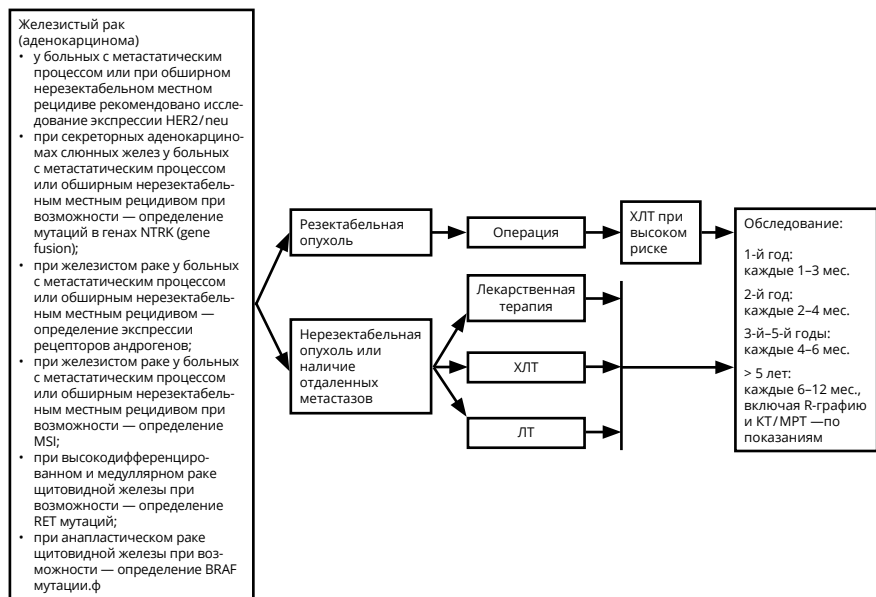 Железистый рак
(аденокарцинома)
• у больных с метастатическим
процессом или при обширном
нерезектабельном местном
рецидиве рекомендовано иссле-
дование экспрессии HER2/neu
• при секреторных аденокарцино-
мах слюнных желез у больных
с метастатическим процессом
или обширным нерезектабель-
ным местным рецидивом при
возможности — определение
мутаций в генах NTRK (gene
fusion);
• при железистом раке у больных
с метастатическим процессом
или обширным нерезектабель-
ным местным рецидивом —
определение экспрессии
рецепторов андрогенов;
• при железистом раке у больных
с метастатическим процессом
или обширным нерезектабель-
ным местным рецидивом при
возможности — определение
MSI;
• при высокодифференциро-
ванном и медуллярном раке
щитовидной железы при
возможности — определение
RET мутаций;
• при анапластическом раке
щитовидной железы при воз-
можности — определение BRAF
мутации.ф
Резектабельная
опухоль
Операция
ХЛТ при
высоком
риске
Нерезектабельная
опухоль или
наличие
отдаленных
метастазов
Лекарственная
терапия
ХЛТ
ЛТ
Обследование:
1-й год:
каждые 1–3 мес.
2-й год:
каждые 2–4 мес.
3-й–5-й годы:
каждые 4–6 мес.
> 5 лет:
каждые 6–12 мес.,
включая R-графию
и КТ/МРТ —по
показаниям